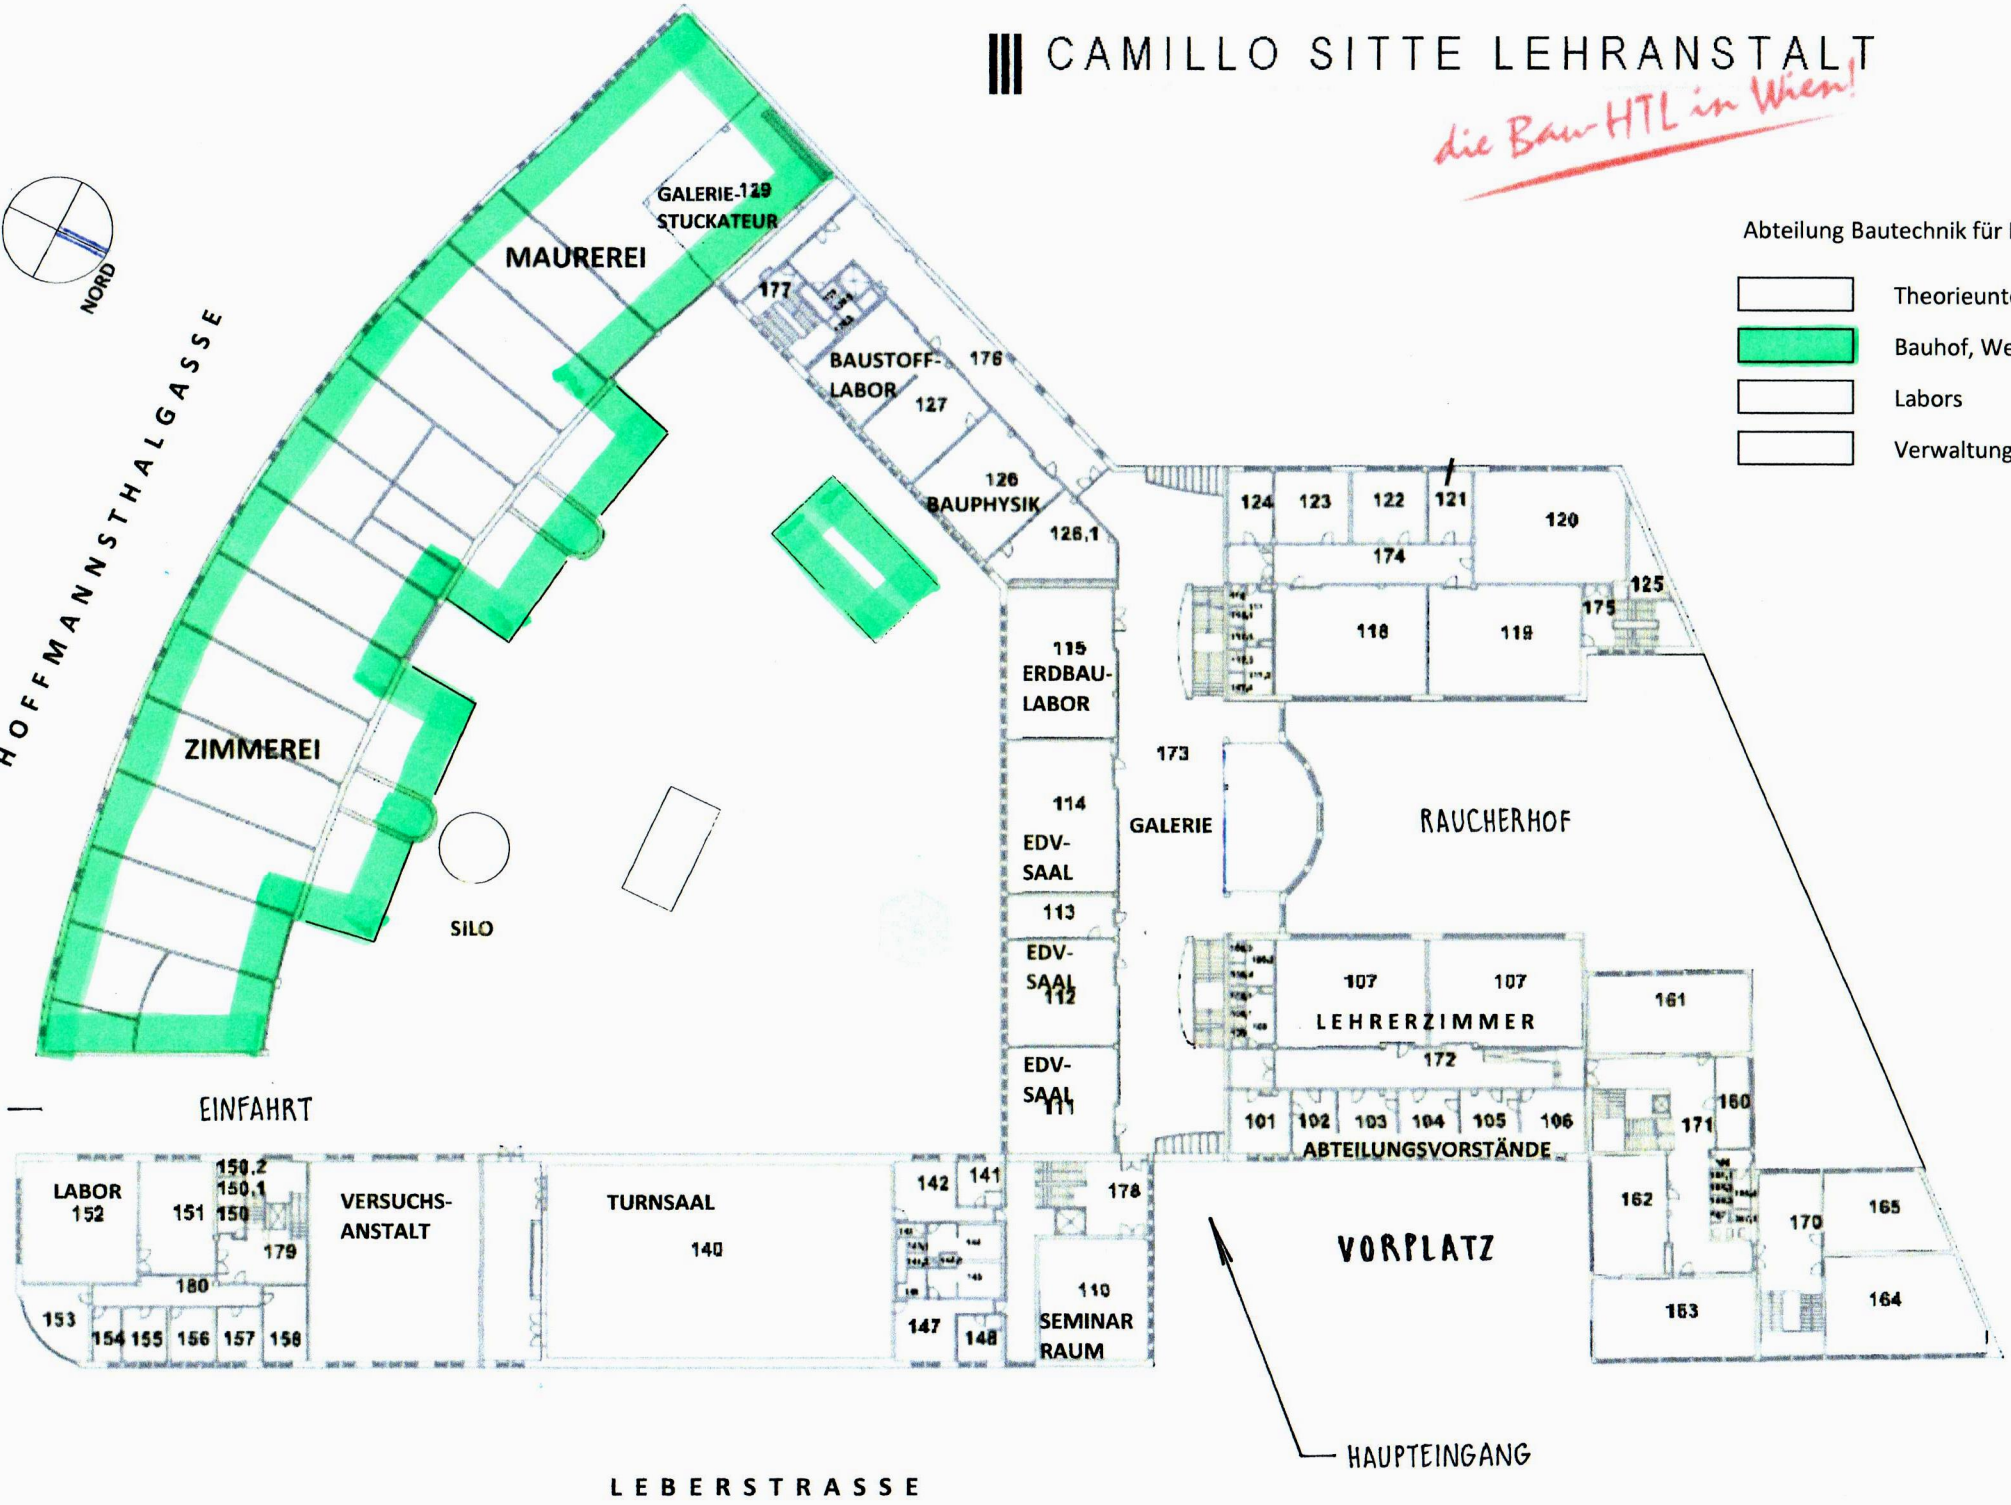 CAMILLO SITTE LEHRANSTALT
die Bau-HTL in Wien!
Abteilung Bautechnik für
Theorieunt
Bauhof, We
Labors
Verwaltung
NORD
HOFFMANNSTHALGASSE
GALERIE-129
STUCKATEUR
MAUREREI
177
BAUSTOFF-
LABOR
127
176
126
BAUPHYSIK
126,1
124
123
122
121
120
174
125
175
118
119
115
ERDBAU-
LABOR
173
GALERIE
RAUCHERHOF
114
EDV-
SAAL
113
EDV-
SAAL
112
EDV-
SAAL
111
ZIMMEREI
SILO
107
107
LEHRERZIMMER
172
161
160
171
101
102
103
104
105
106
ABTEILUNGSVORSTÄNDE
EINFAHRT
LABOR
152
151
150,2
150,1
150
179
180
153
154
155
156
157
158
VERSUCHS-
ANSTALT
TURNSAAL
140
142
141
147
148
178
110
SEMINAR
RAUM
VORPLATZ
162
163
170
165
164
HAUPTEINGANG
LEBERSTRASSE